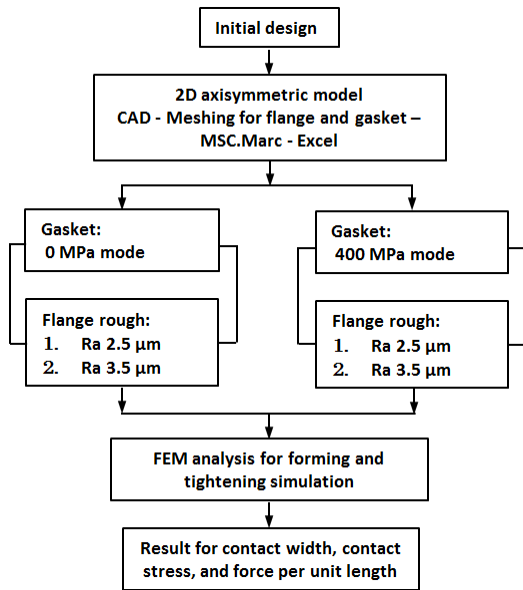 Initial design
2D axisymmetric model
CAD - Meshing for flange and gasket –
MSC.Marc - Excel
Gasket:
0 MPa mode
Flange rough:
1. Ra 2.5 μm
2. Ra 3.5 μm
Gasket:
400 MPa mode
Flange rough:
1. Ra 2.5 μm
2. Ra 3.5 μm
FEM analysis for forming and
tightening simulation
Result for contact width, contact
stress, and force per unit length